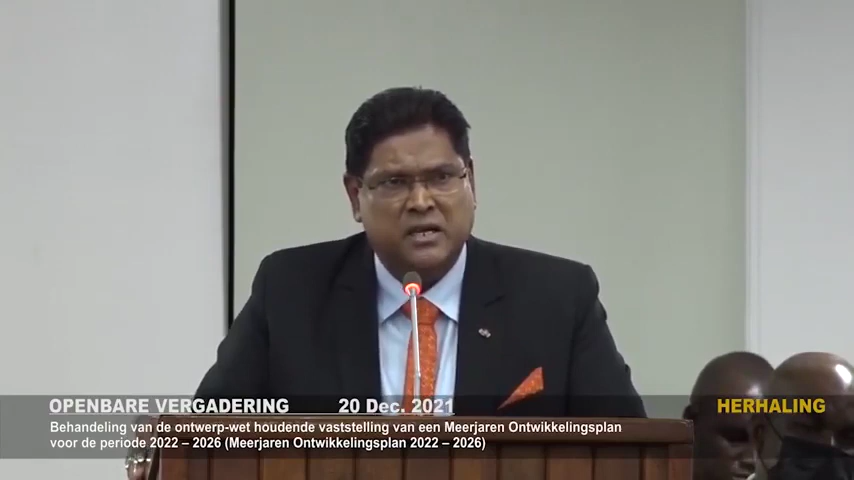 OPENBARE VERGADERING 20 Dec. 2021 HERHALING
Behandeling van de ontwerp-wet houdende vaststelling van een Meerjaren Ontwikkelingsplan
voor de periode 2022 – 2026 (Meerjaren Ontwikkelingsplan 2022 – 2026)